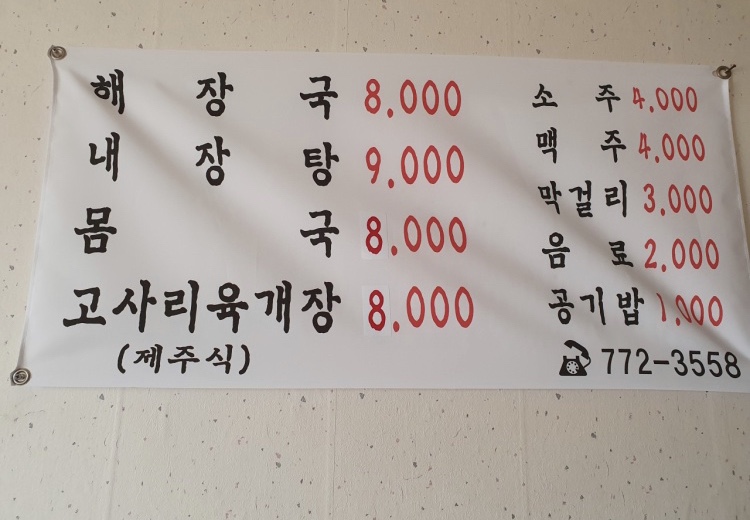 해장국 8.000
내장탕 9.000
몸국 8.000
고사리육개장 8.000
(제주식)
소주 4.000
맥주 4.000
막걸리 3.000
음료 2.000
공기밥 1.000
☎ 772-3558